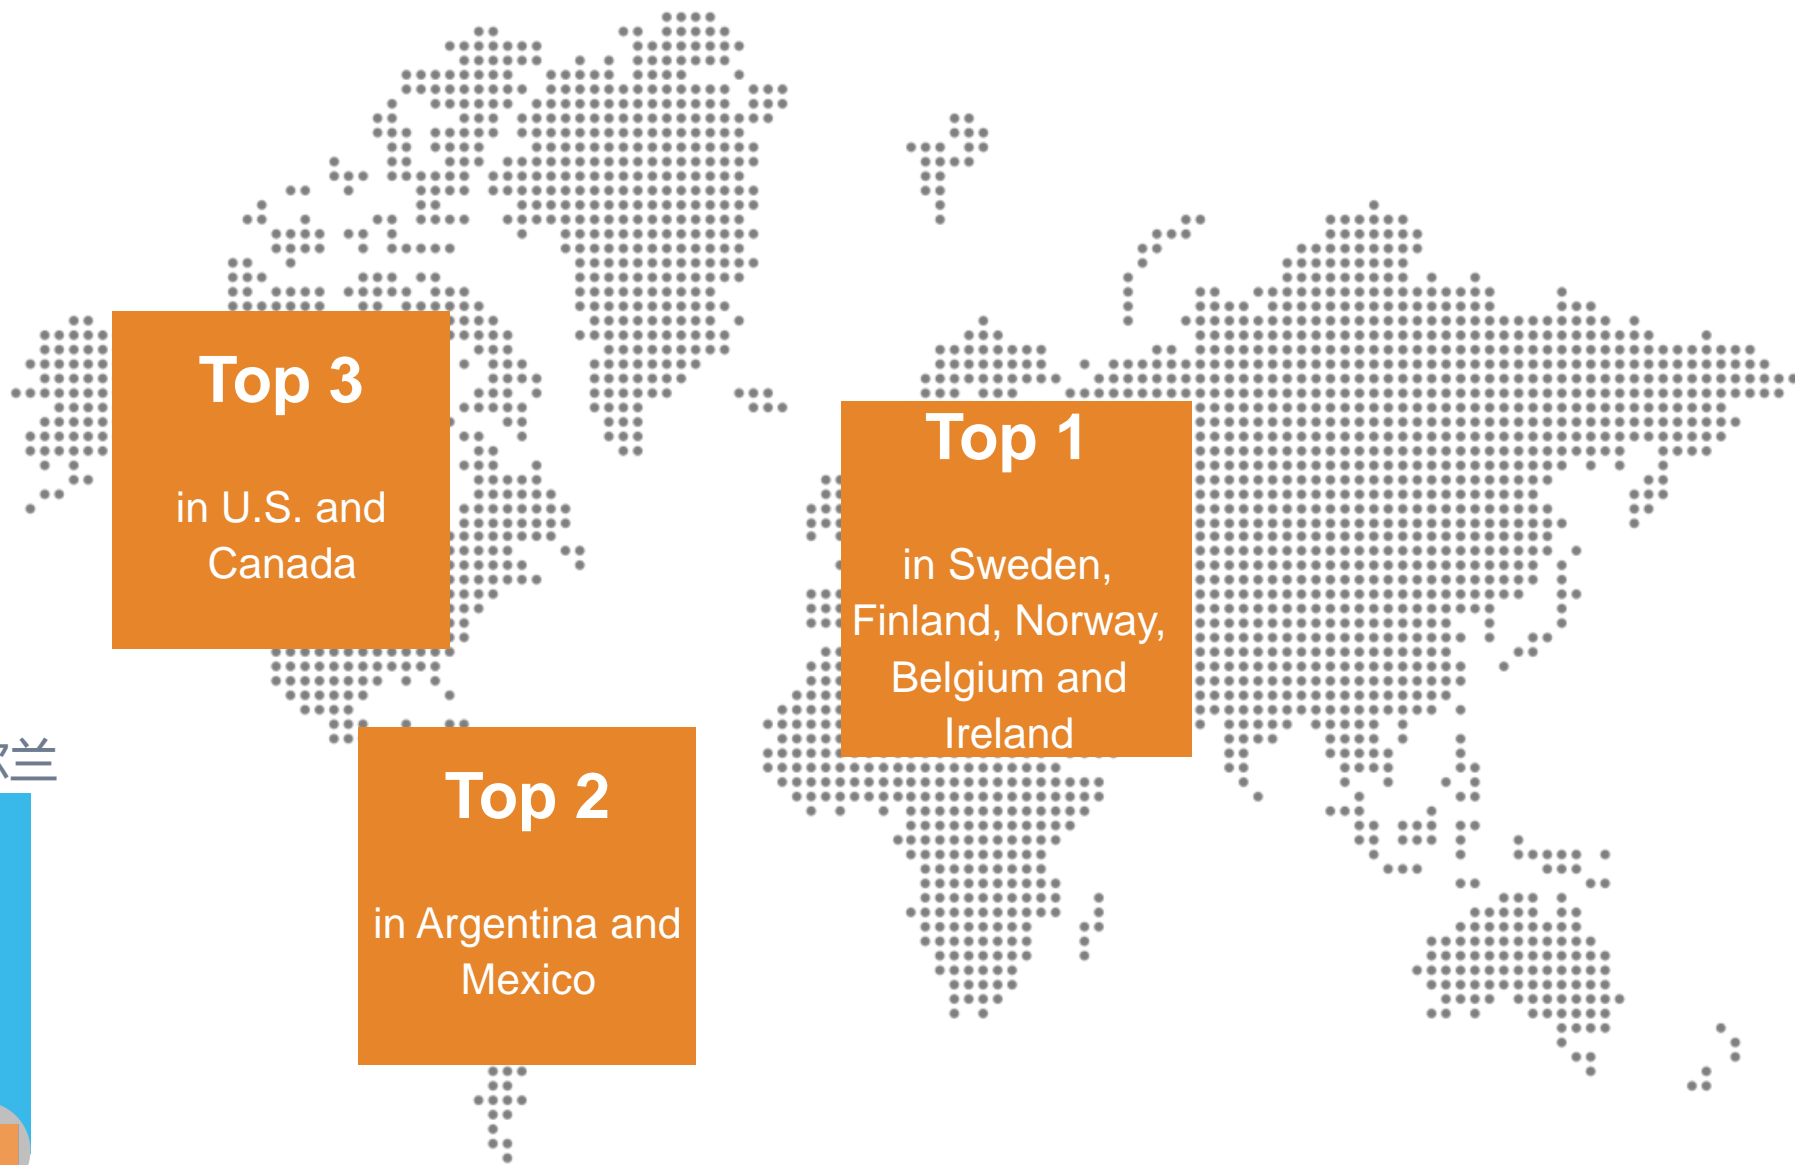 Top 3
in U.S. and
Canada
Top 1
in Sweden,
Finland, Norway,
Belgium and
Ireland
兰
Top 2
in Argentina and
Mexico